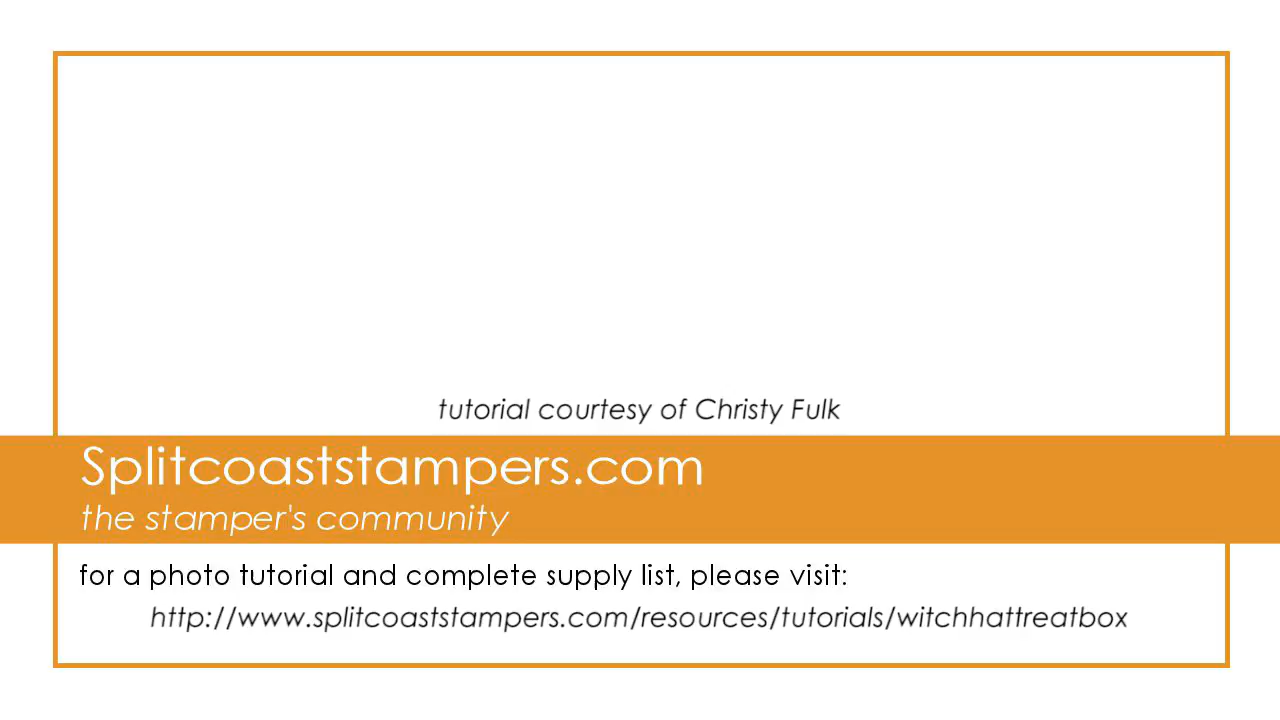 tutorial courtesy of Christy Fulk
Splitcoaststampers.com
the stamper's community
for a photo tutorial and complete supply list, please visit:
http://www.splitcoaststampers.com/resources/tutorials/witchhattreatbox